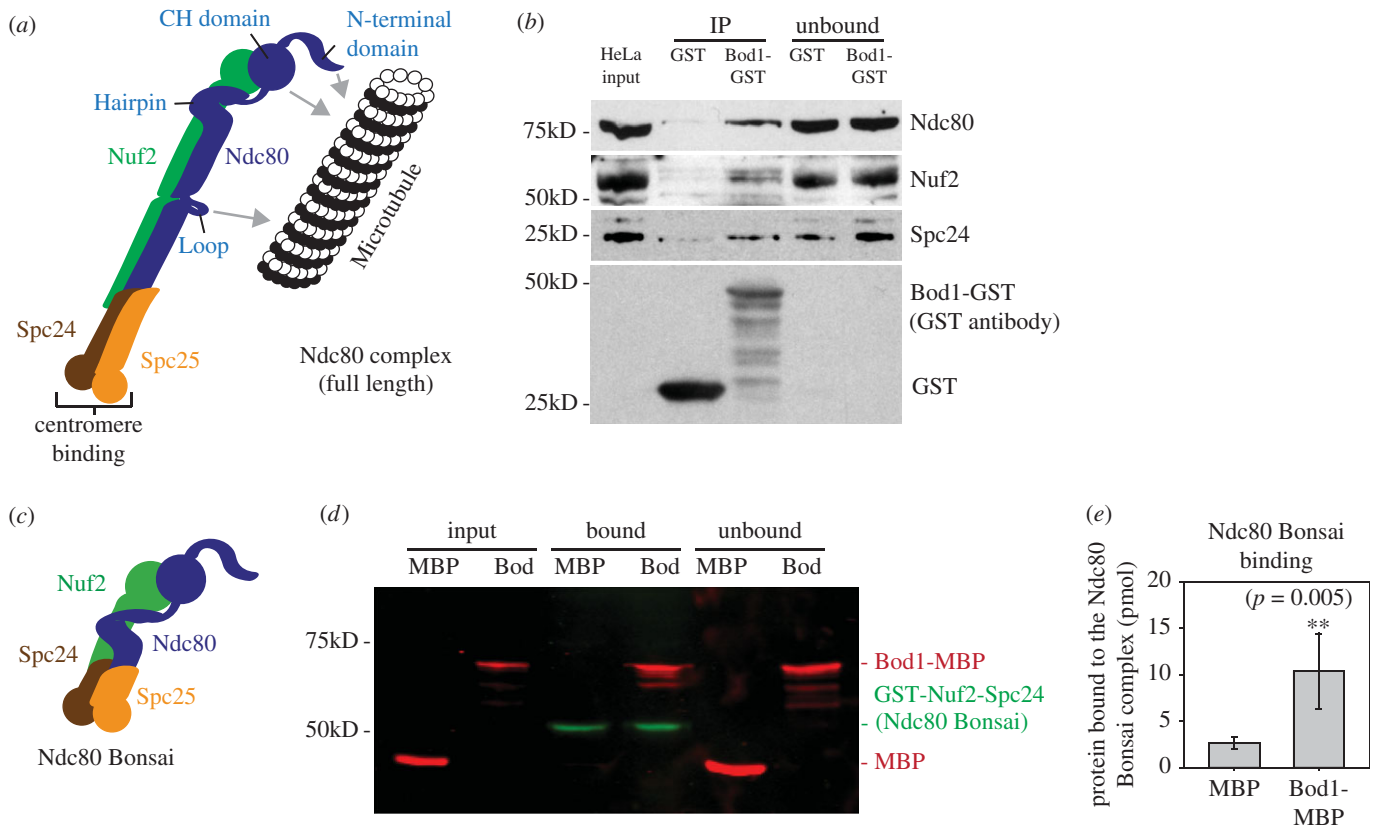 (a)
CH domain
N-terminal
domain
Hairpin
Nuf2
Ndc80
Loop
Microtubule
Spc24
Spc25
centromere
binding
Ndc80 complex
(full length)
(b)
IP
unbound
HeLa
input
GST
Bod1-
GST
GST
Bod1-
GST
75kD -
Ndc80
50kD -
Nuf2
25kD -
Spc24
50kD -
Bod1-GST
(GST antibody)
25kD -
GST
(c)
Nuf2
Ndc80
Spc24
Spc25
Ndc80 Bonsai
(d)
input bound unbound
MBP Bod MBP Bod MBP Bod
75kD -
50kD -
- Bod1-MBP
GST-Nuf2-Spc24
- (Ndc80 Bonsai)
- MBP
(e)
Ndc80 Bonsai
binding
protein bound to the Ndc80
Bonsai complex (pmol)
20
15
10
5
0
(p = 0.005)
**
MBP
Bod1-
MBP